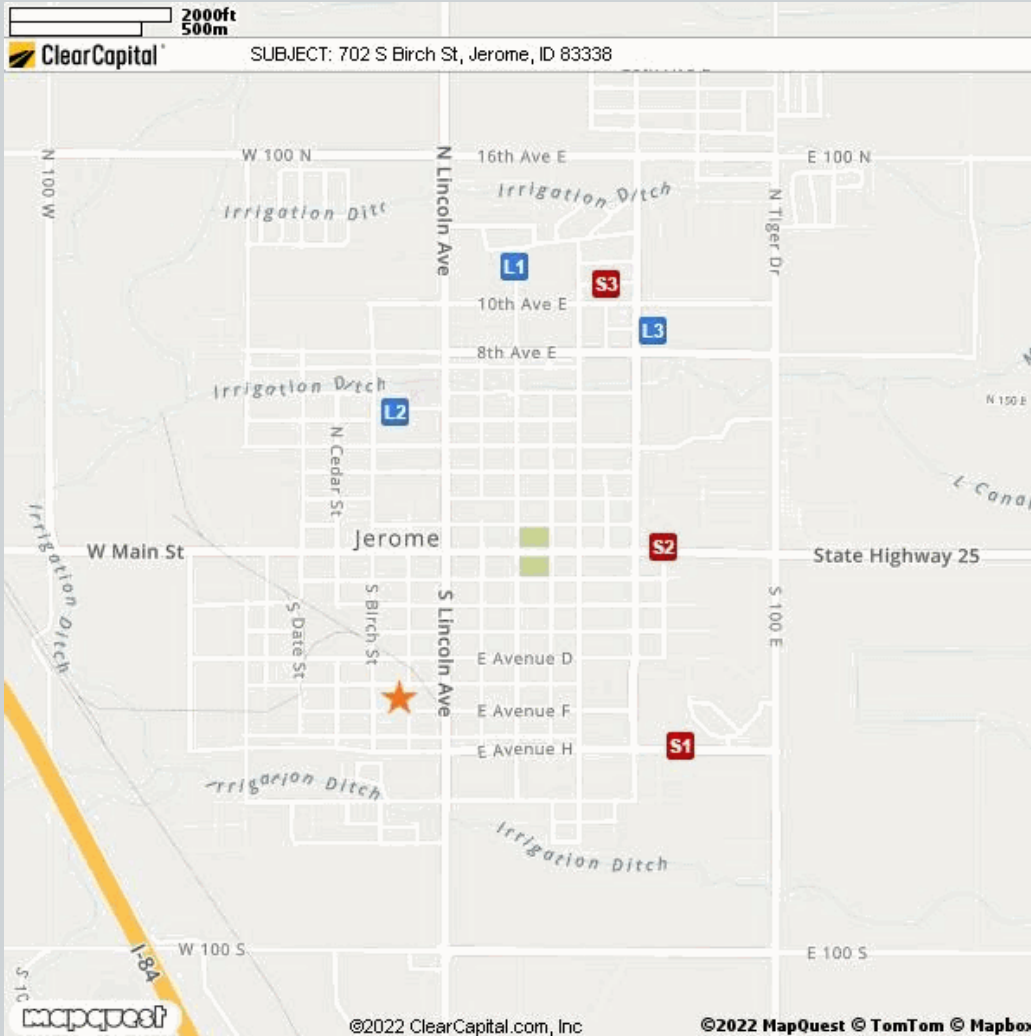 2000ft
500m
ClearCapital
SUBJECT: 702 S Birch St, Jerome, ID 83338
N 100 W
W 100 N
N Lincoln Ave
16th Ave E
E 100 N
Irrigation Ditch
Irrigation Ditc
N Tiger Dr
L1
S3
10th Ave E
L3
8th Ave E
Irrigation Ditch
N 150 E
L2
N Cedar St
L Canal
Irrigation Ditch
Jerome
W Main St
S2
State Highway 25
S Date St
S Birch St
S Lincoln Ave
S 100 E
E Avenue D
E Avenue F
E Avenue H
S1
Irrigation Ditch
Irrigation Ditch
I-84
W 100 S
E 100 S
S 10
mapquest
©2022 ClearCapital.com, Inc
©2022 MapQuest © TomTom © Mapbox